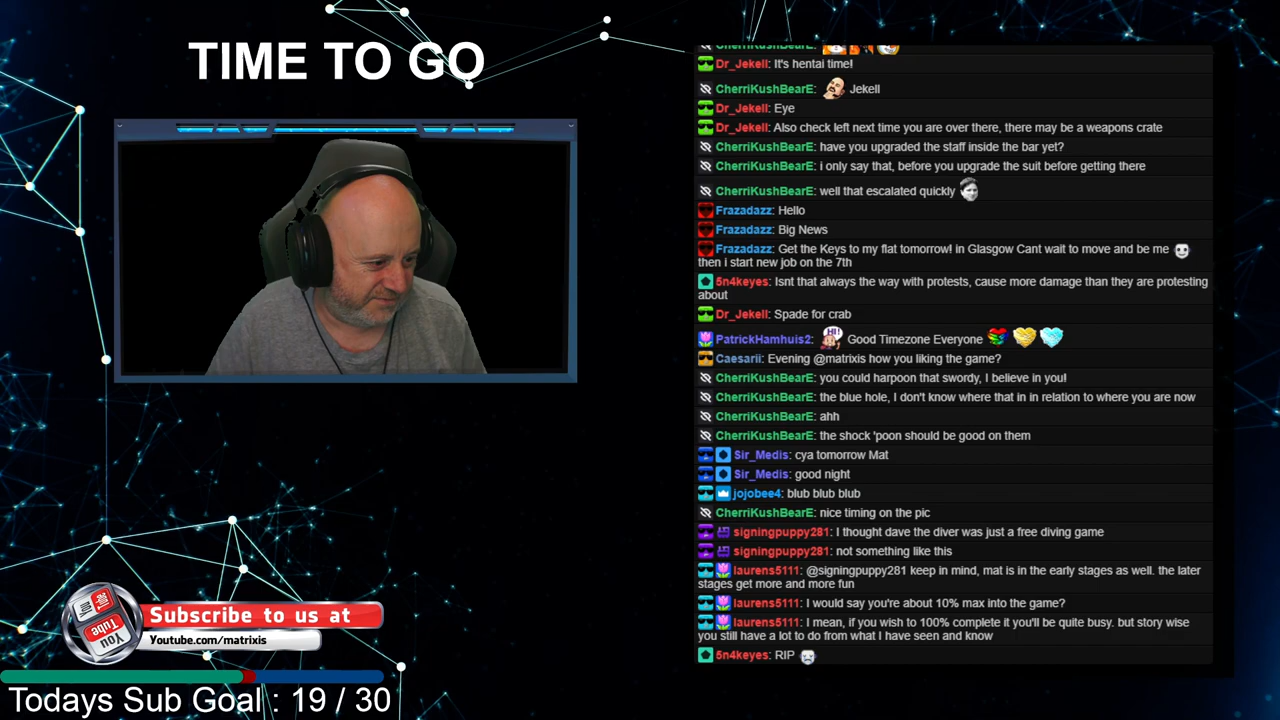 TIME TO GO
CherriKushBearE:
Dr_Jekell: It's hentai time!
CherriKushBearE: Jekell
Dr_Jekell: Eye
Dr_Jekell: Also check left next time you are over there, there may be a weapons crate
CherriKushBearE: have you upgraded the staff inside the bar yet?
CherriKushBearE: i only say that, before you upgrade the suit before getting there
CherriKushBearE: well that escalated quickly
Frazadazz: Hello
Frazadazz: Big News
Frazadazz: Get the Keys to my flat tomorrow! in Glasgow Cant wait to move and be me
then i start new job on the 7th
5n4keyes: Isnt that always the way with protests, cause more damage than they are protesting
about
Dr_Jekell: Spade for crab
PatrickHamhuis2: HI! Good Timezone Everyone
Caesarii: Evening @matrixis how you liking the game?
CherriKushBearE: you could harpoon that swordy, I believe in you!
CherriKushBearE: the blue hole, I don't know where that in in relation to where you are now
CherriKushBearE: ahh
CherriKushBearE: the shock 'poon should be good on them
Sir_Medis: cya tomorrow Mat
Sir_Medis: good night
jojobee4: blub blub blub
CherriKushBearE: nice timing on the pic
signingpuppy281: I thought dave the diver was just a free diving game
signingpuppy281: not something like this
laurens5111: @signingpuppy281 keep in mind, mat is in the early stages as well. the later
stages get more and more fun
laurens5111: I would say you're about 10% max into the game?
laurens5111: I mean, if you wish to 100% complete it you'll be quite busy. but story wise
you still have a lot to do from what I have seen and know
5n4keyes: RIP
You Tube
Subscribe to us at
Youtube.com/matrixis
Todays Sub Goal : 19 / 30